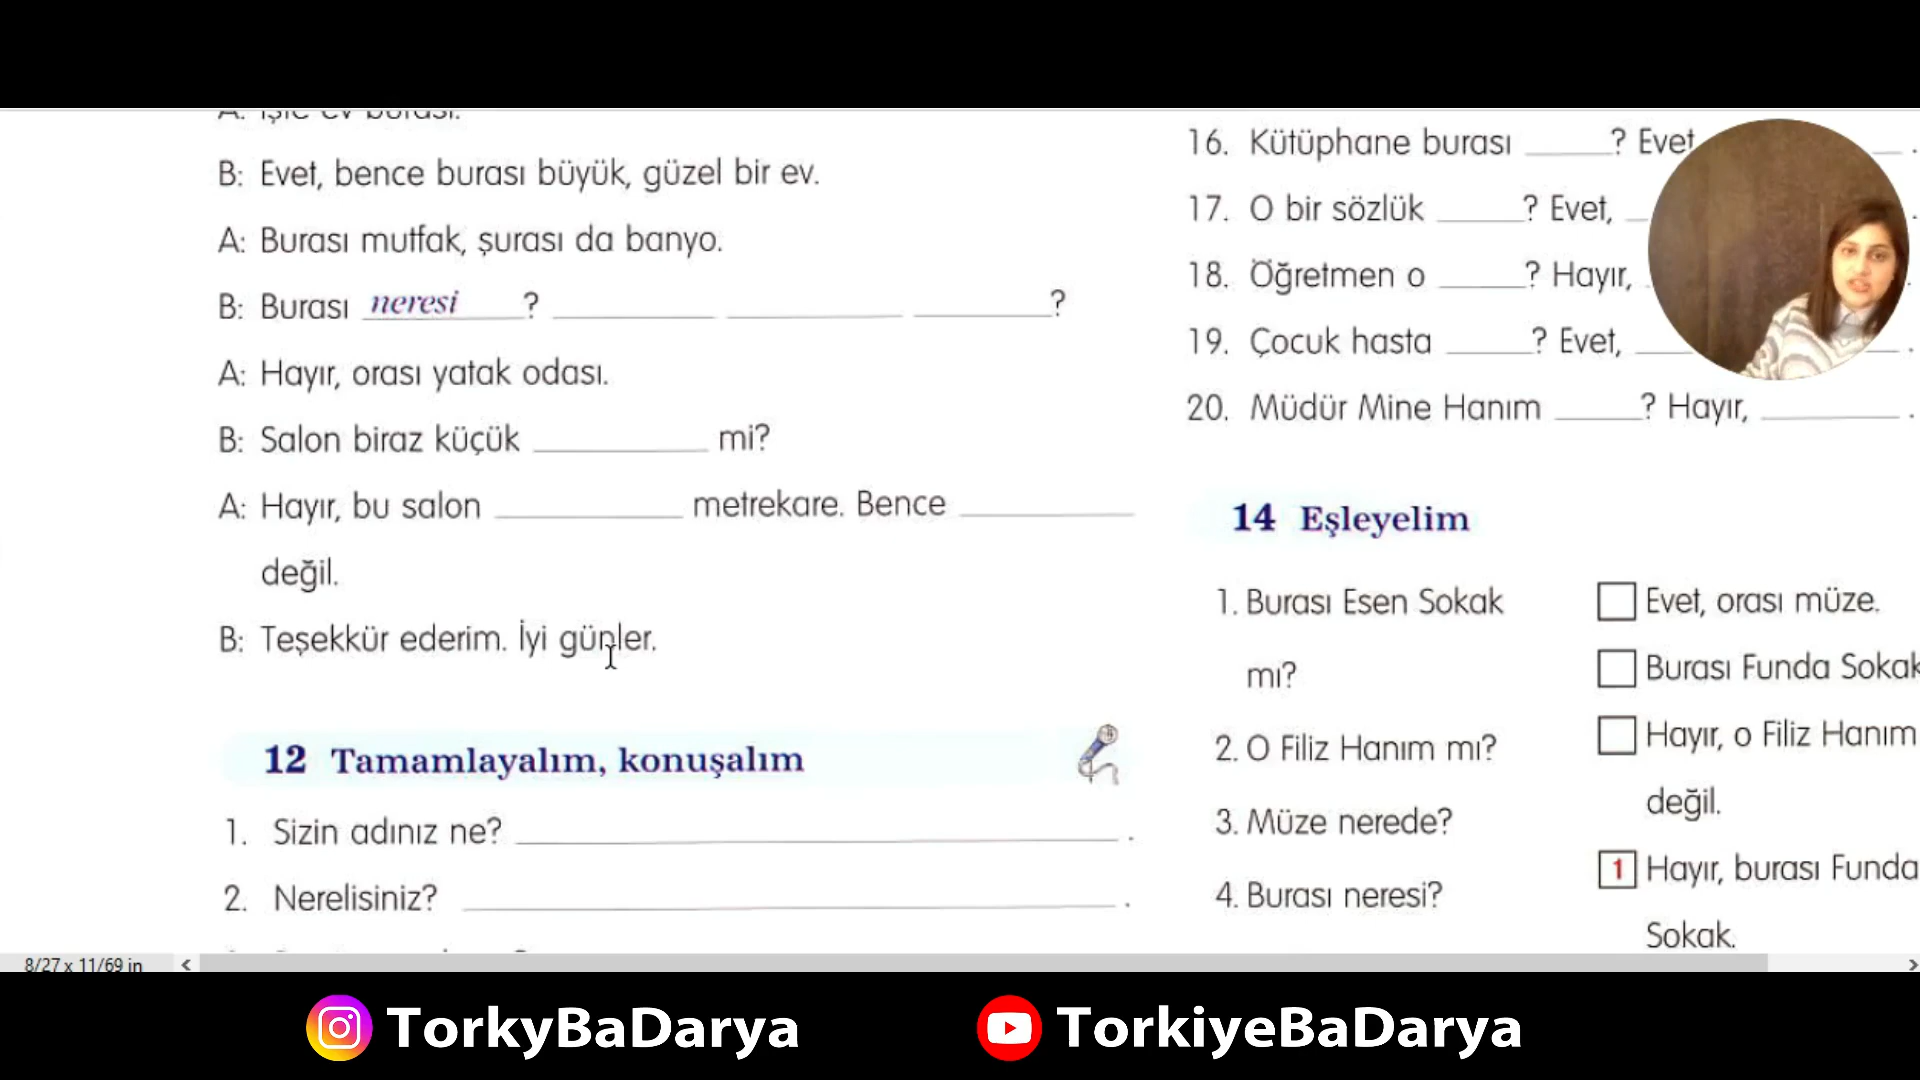 A: İşte ev burası.
B: Evet, bence burası büyük, güzel bir ev.
A: Burası mutfak, şurası da banyo.
B: Burası neresi ? ?
A: Hayır, orası yatak odası.
B: Salon biraz küçük mi?
A: Hayır, bu salon metrekare. Bence
değil.
B: Teşekkür ederim. İyi günler.
12 Tamamlayalım, konuşalım
1. Sizin adınız ne? .
2. Nerelisiniz? .
16. Kütüphane burası ? Evet .
17. O bir sözlük ? Evet, .
18. Öğretmen o ? Hayır, .
19. Çocuk hasta ? Evet, .
20. Müdür Mine Hanım ? Hayır, .
14 Eşleyelim
1. Burası Esen Sokak
mı?
2. O Filiz Hanım mı?
3. Müze nerede?
4. Burası neresi?
Evet, orası müze.
Burası Funda Sokak
Hayır, o Filiz Hanım
değil.
1 Hayır, burası Funda
Sokak.
8/27 x 11/69 in
TorkyBaDarya
TorkiyeBaDarya